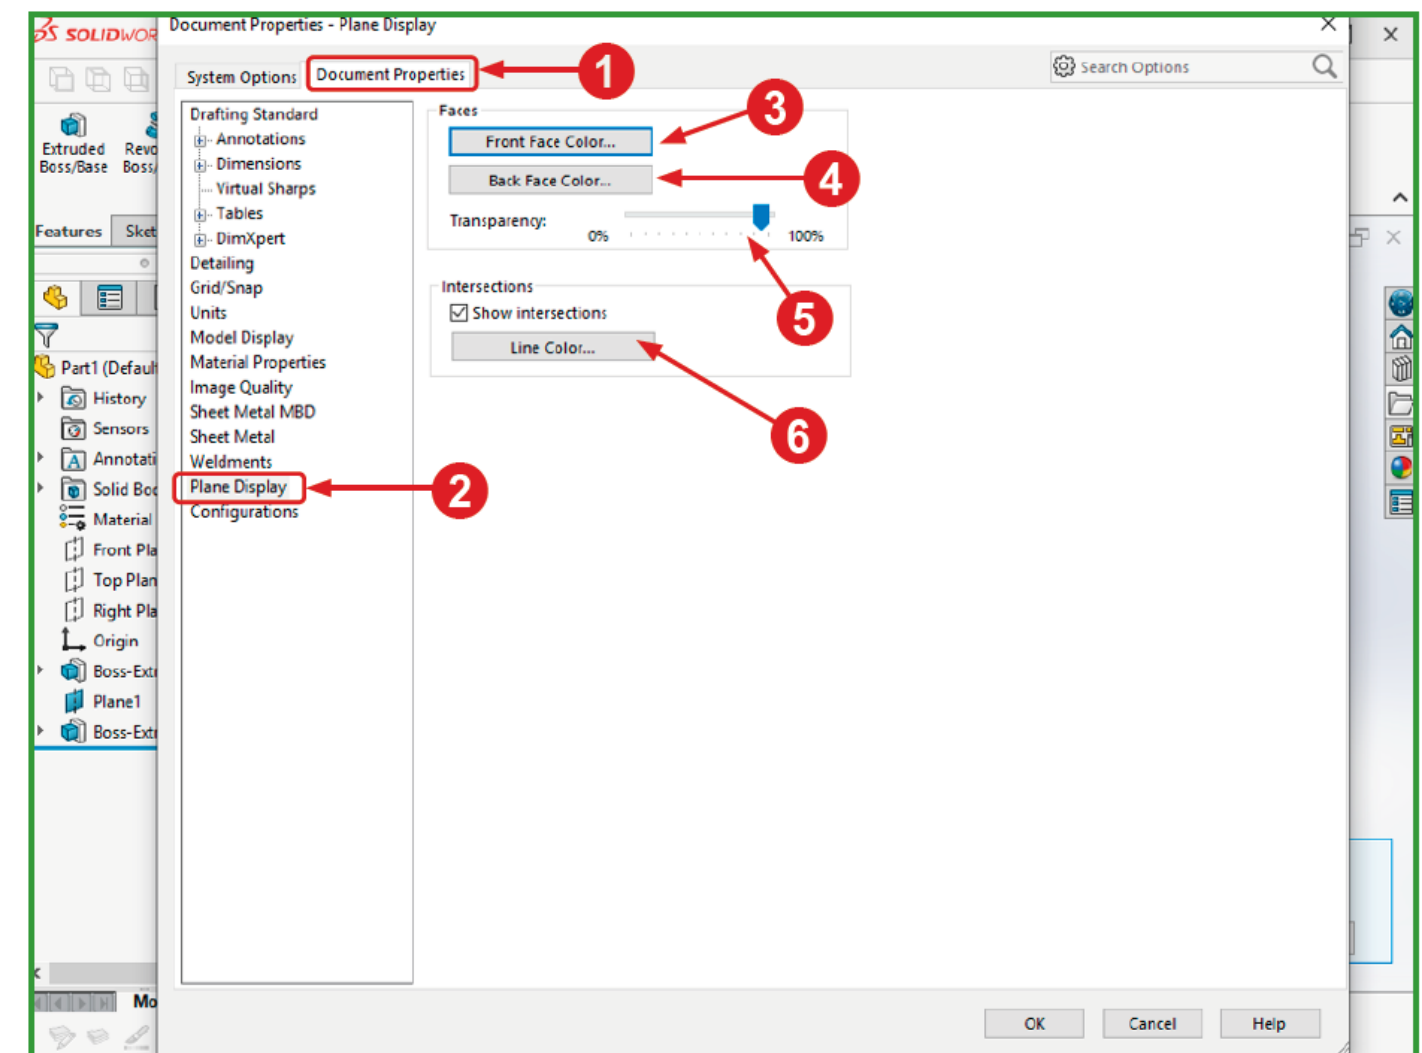 SOLIDWOR
Document Properties - Plane Display
System Options
Document Properties
1
Search Options
Extruded
Boss/Base
Revo
Boss/
Features
Sket
Part1 (Default
History
Sensors
Annotati
Solid Bod
Material
Front Pla
Top Plan
Right Pla
Origin
Boss-Extr
Plane1
Boss-Extr
Mo
Drafting Standard
Annotations
Dimensions
Virtual Sharps
Tables
DimXpert
Detailing
Grid/Snap
Units
Model Display
Material Properties
Image Quality
Sheet Metal MBD
Sheet Metal
Weldments
Plane Display
Configurations
2
Faces
Front Face Color...
3
Back Face Color...
4
Transparency:
0%
100%
5
Intersections
Show intersections
Line Color...
6
OK
Cancel
Help